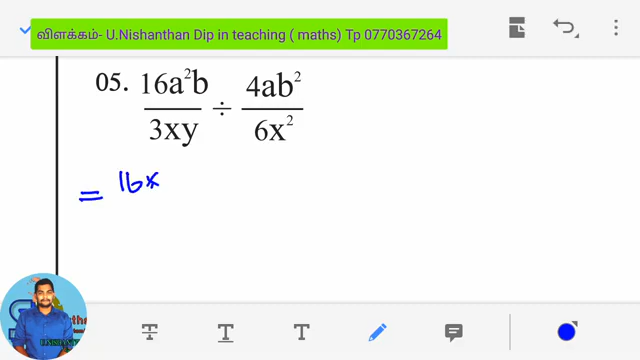 விளக்கம்- U.Nishanthan Dip in teaching ( maths) Tp 0770367264
05. 16a²b/3xy ÷ 4ab²/6x²
= 16x